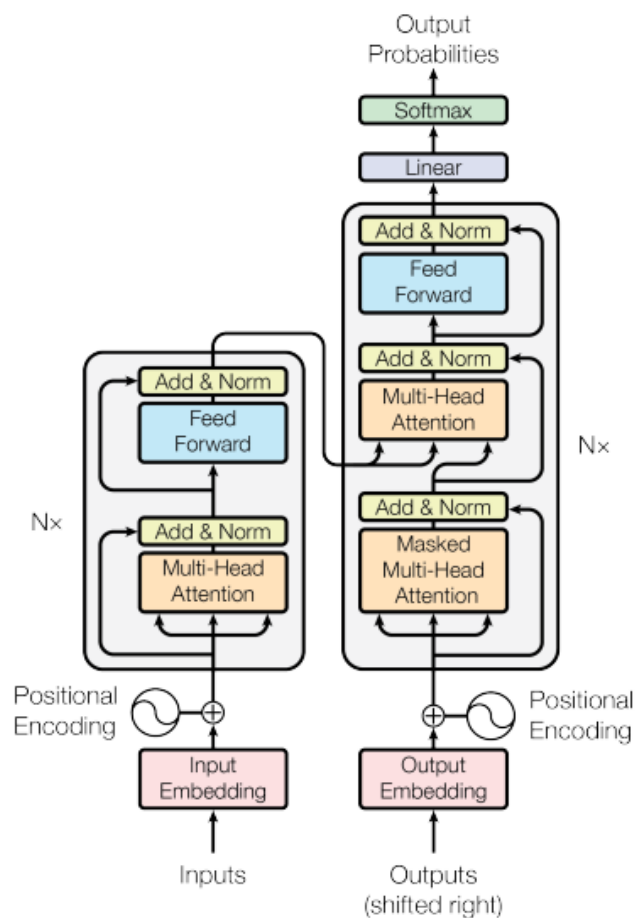 Output
Probabilities
Softmax
Linear
Add & Norm
Feed
Forward
Add & Norm
Multi-Head
Attention
Add & Norm
Masked
Multi-Head
Attention
Nx
Add & Norm
Feed
Forward
Add & Norm
Multi-Head
Attention
Nx
Positional
Encoding
Positional
Encoding
Input
Embedding
Output
Embedding
Inputs
Outputs
(shifted right)